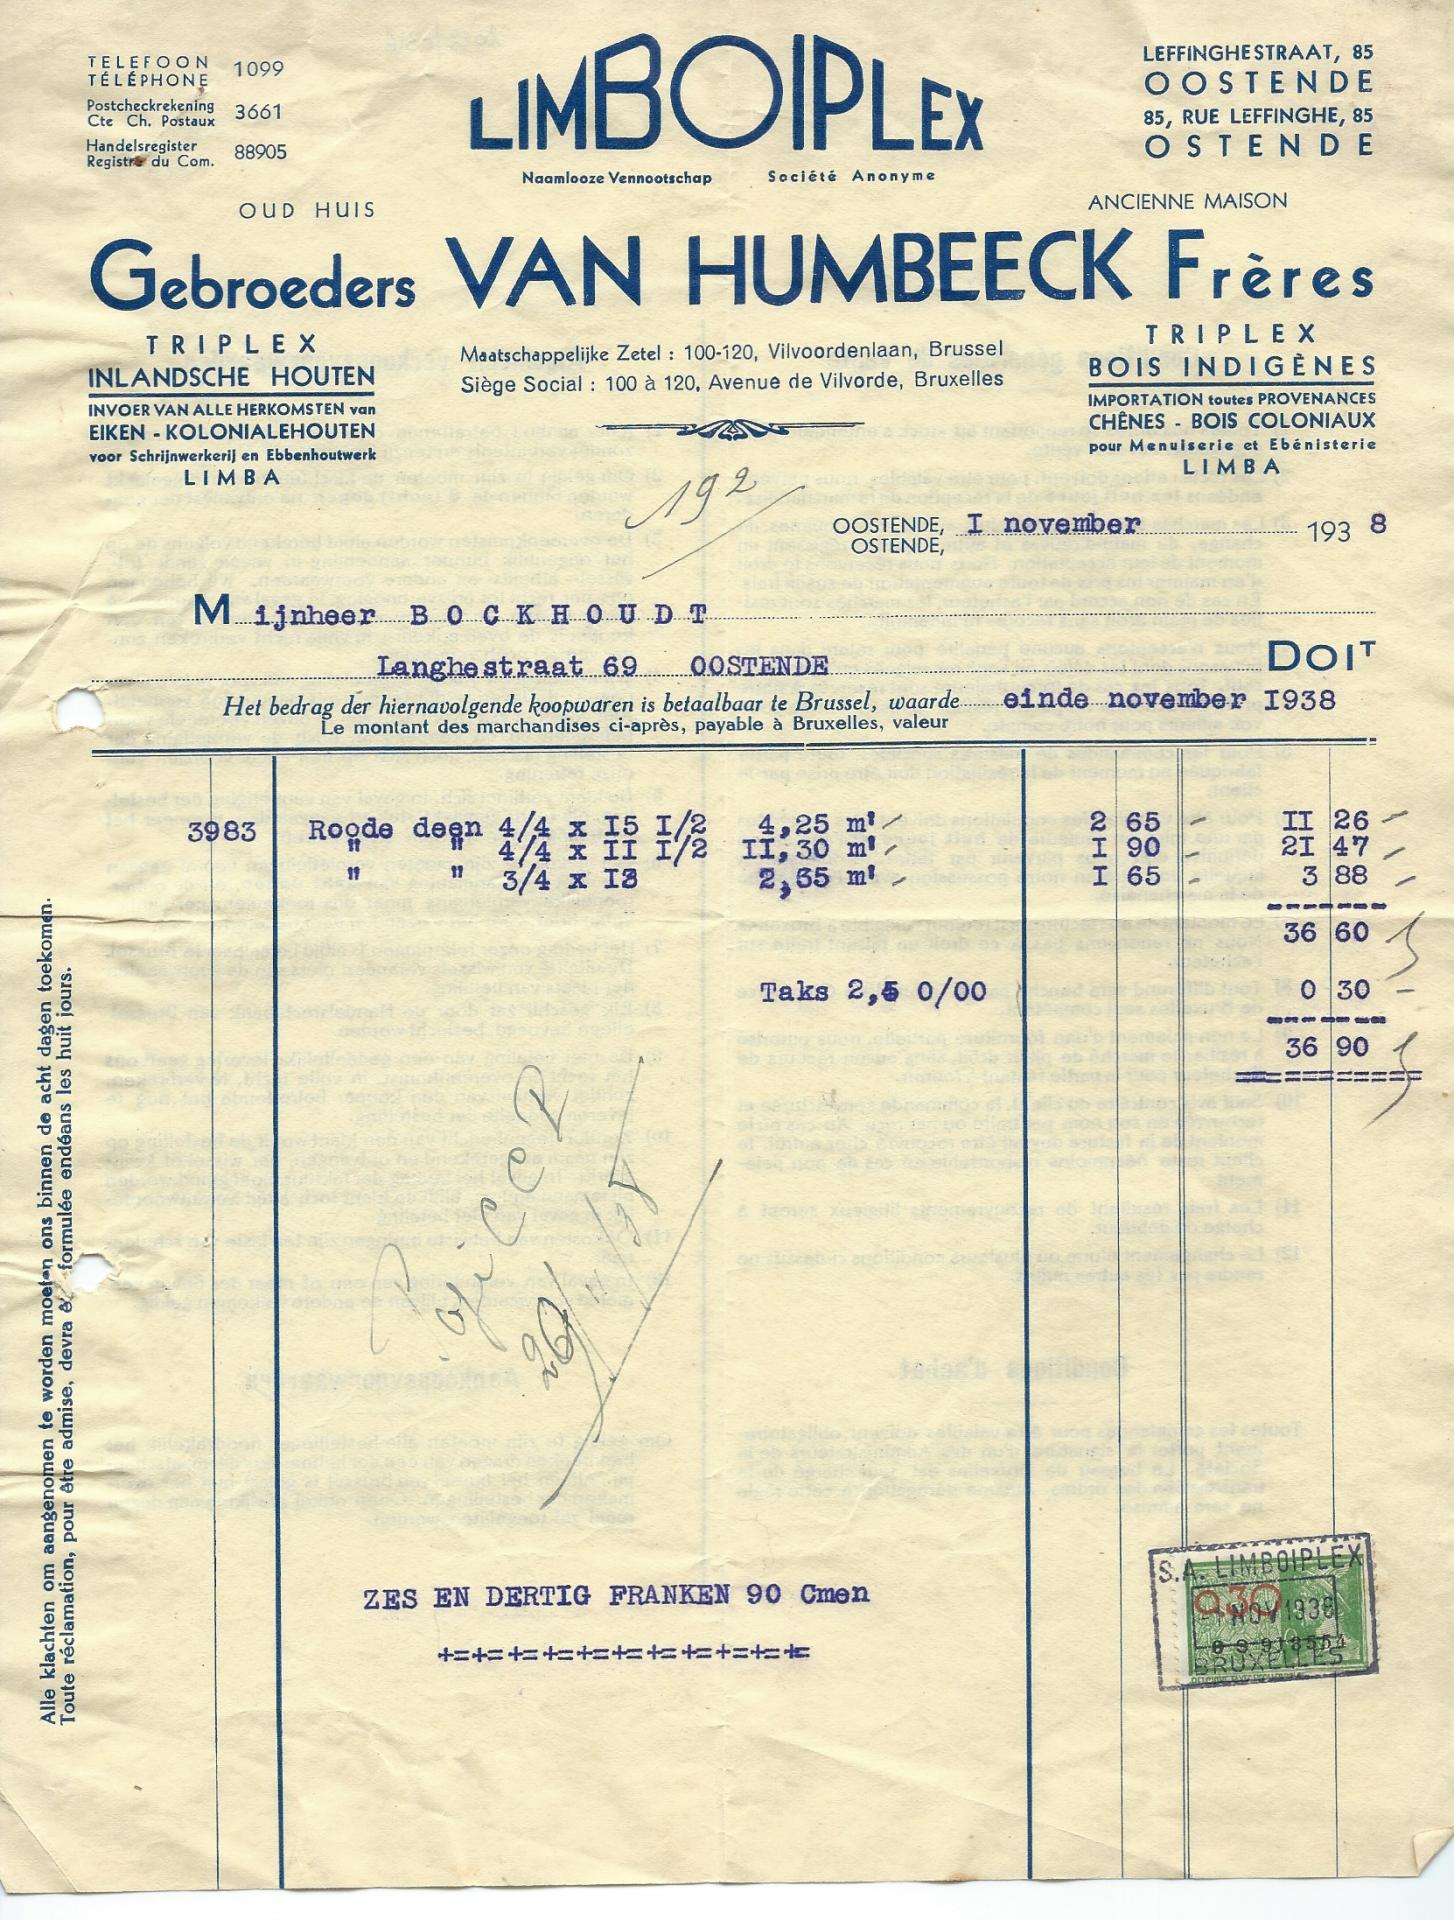 TELEFOON
TÉLÉPHONE 1099
Postcheckrekening
Cte Ch. Postaux 3661
Handelsregister
Registre du Com. 88905
LIMBOIPLEX
Naamlooze Vennootschap Société Anonyme
LEFFINGHESTRAAT, 85
OOSTENDE
85, RUE LEFFINGHE, 85
OSTENDE
OUD HUIS
ANCIENNE MAISON
Gebroeders VAN HUMBEECK Frères
TRIPLEX
INLANDSCHE HOUTEN
INVOER VAN ALLE HERKOMSTEN van
EIKEN - KOLONIALEHOUTEN
voor Schrijnwerkerij en Ebbenhoutwerk
LIMBA
Maatschappelijke Zetel : 100-120, Vilvoordenlaan, Brussel
Siège Social : 100 à 120, Avenue de Vilvorde, Bruxelles
TRIPLEX
BOIS INDIGÈNES
IMPORTATION toutes PROVENANCES
CHÊNES - BOIS COLONIAUX
pour Menuiserie et Ebénisterie
LIMBA
192
OOSTENDE, I november 1938
OSTENDE,
Mijnheer BOCKHOUDT
Langhestraat 69 OOSTENDE DOIT
Het bedrag der hiernavolgende koopwaren is betaalbaar te Brussel, waarde einde november I938
Le montant des marchandises ci-après, payable à Bruxelles, valeur
3983 Roode deen 4/4 x I5 I/2 4,25 m' 2 65 II 26
" " 4/4 x II I/2 II,30 m' I 90 2I 47
" " 3/4 x I3 2,35 m' I 65 3 88
36 60
Taks 2,5 0/00 0 30
36 90
20/11/38
ZES EN DERTIG FRANKEN 90 Cmen
+=+=+=+=+=+=+=+=+=+=+=
S.A. LIMBOIPLEX
0.30
-1 NOV 1938
BRUXELLES
Alle klachten om aangenomen te worden moeten ons binnen de acht dagen toekomen.
Toute réclamation, pour être admise, devra formulée endéans les huit jours.